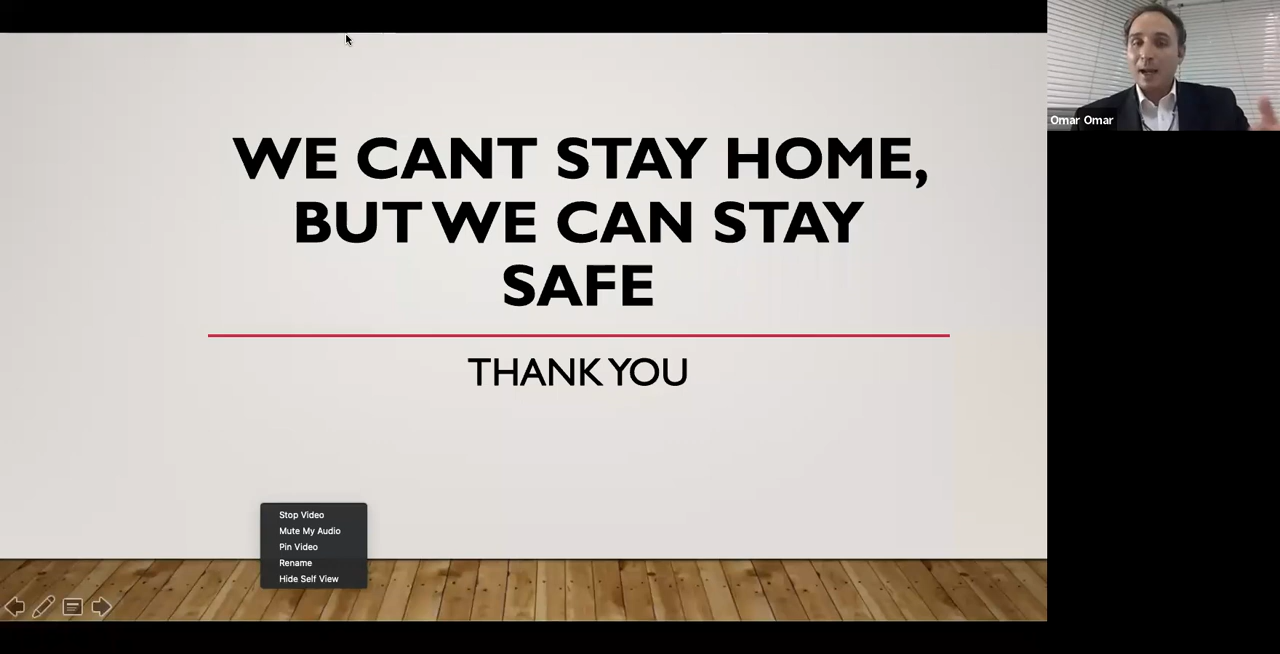 WE CANT STAY HOME,
BUT WE CAN STAY
SAFE
THANK YOU
Omar Omar
Stop Video
Mute My Audio
Pin Video
Rename
Hide Self View